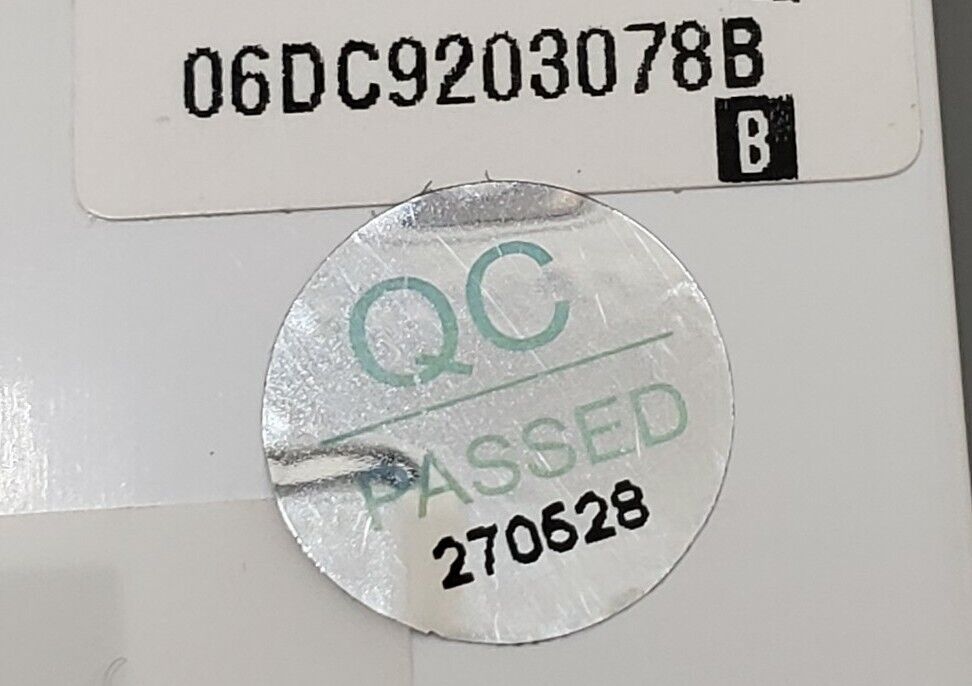 06DC9203078B
B
QC
PASSED
270528